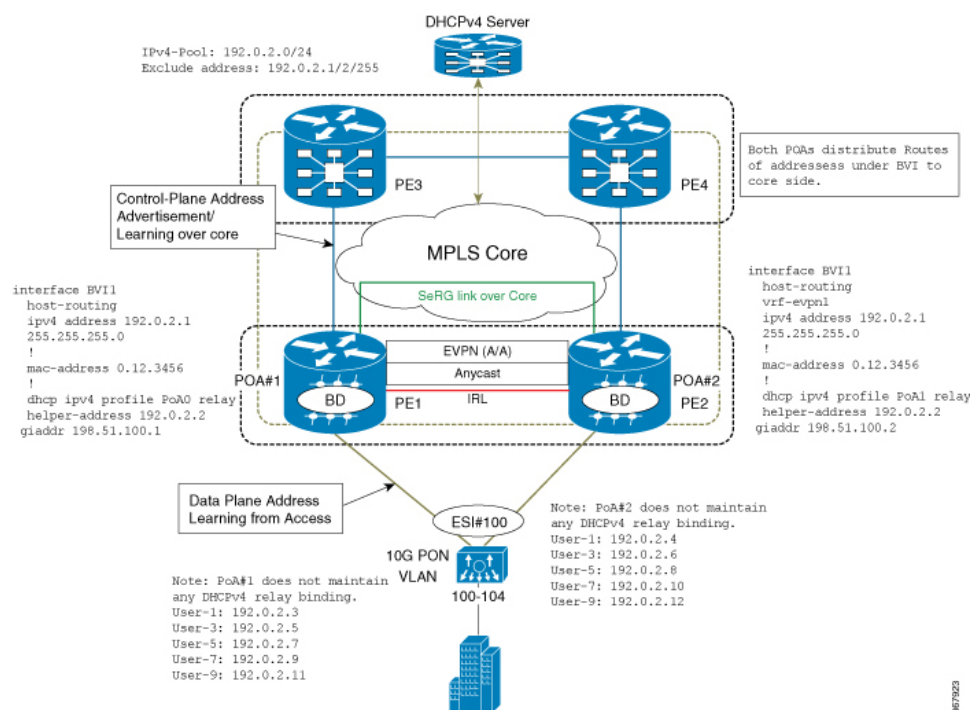 DHCPv4 Server
IPv4-Pool: 192.0.2.0/24
Exclude address: 192.0.2.1/2/255
PE3
PE4
Both POAs distribute Routes
of addressess under BVI to
core side.
Control-Plane Address
Advertisement/
Learning over core
MPLS Core
SeRG link over Core
interface BVI1
host-routing
ipv4 address 192.0.2.1
255.255.255.0
!
mac-address 0.12.3456
!
dhcp ipv4 profile PoA0 relay
helper-address 192.0.2.2
giaddr 198.51.100.1
interface BVI1
host-routing
vrf-evpn1
ipv4 address 192.0.2.1
255.255.255.0
!
mac-address 0.12.3456
!
dhcp ipv4 profile PoA1 relay
helper-address 192.0.2.2
giaddr 198.51.100.2
EVPN (A/A)
Anycast
IRL
POA#1
BD
PE1
POA#2
BD
PE2
Data Plane Address
Learning from Access
ESI#100
10G PON
VLAN
100-104
Note: PoA#2 does not maintain
any DHCPv4 relay binding.
User-1: 192.0.2.4
User-3: 192.0.2.6
User-5: 192.0.2.8
User-7: 192.0.2.10
User-9: 192.0.2.12
Note: PoA#1 does not maintain
any DHCPv4 relay binding.
User-1: 192.0.2.3
User-3: 192.0.2.5
User-5: 192.0.2.7
User-7: 192.0.2.9
User-9: 192.0.2.11